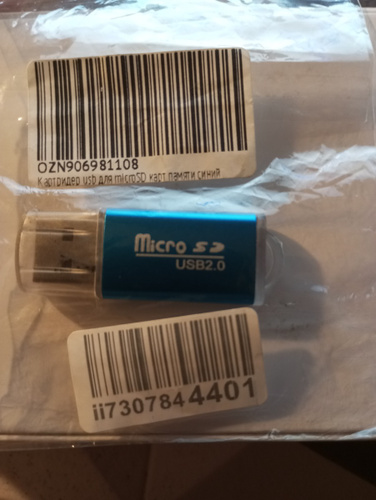 OZN906981108
Картридер usb для microSD карт памяти синий
Micro SD
USB2.0
ii7307844401